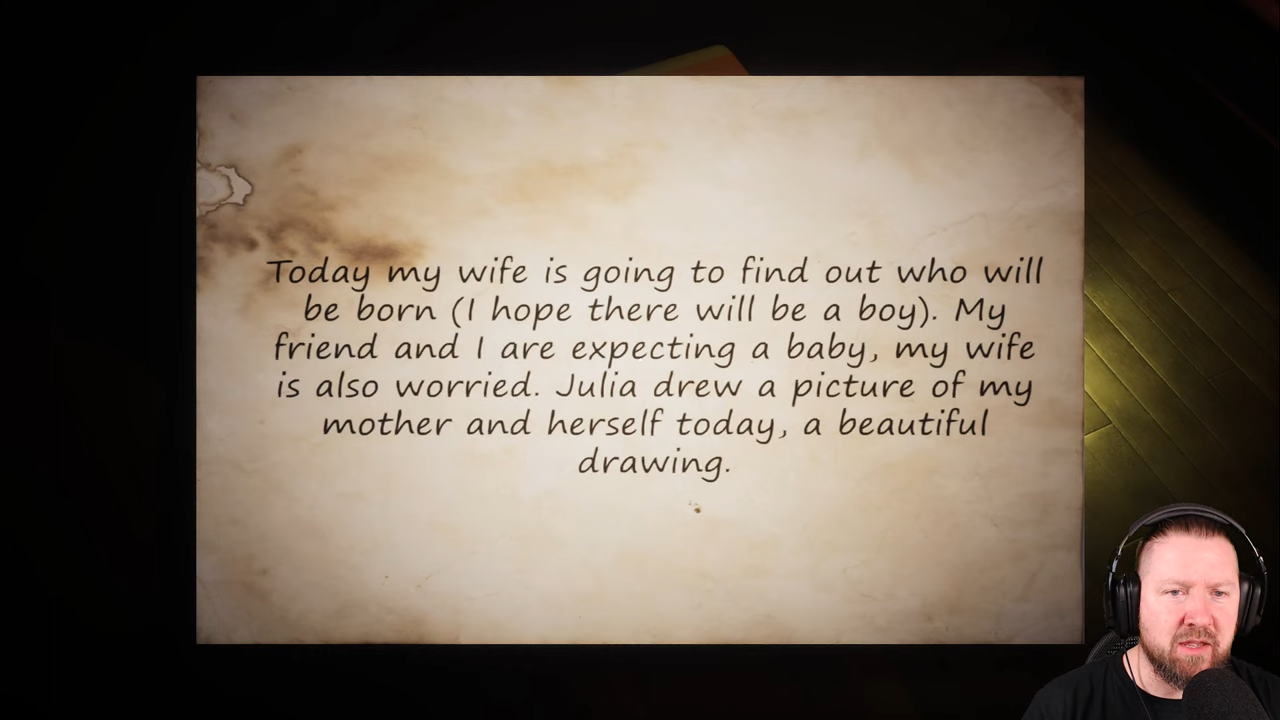 Today my wife is going to find out who will
be born (I hope there will be a boy). My
friend and I are expecting a baby, my wife
is also worried. Julia drew a picture of my
mother and herself today, a beautiful
drawing.